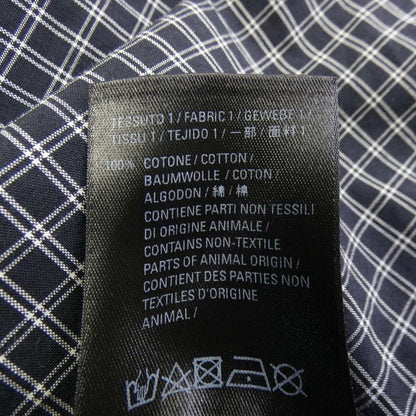 TESSUTO 1 / FABRIC 1 / GEWEBE 1 /
TISSU 1 / TEJIDO 1 / 一部 / 面料 1
100% COTONE / COTTON /
BAUMWOLLE / COTON /
ALGODON / 綿 / 棉
CONTIENE PARTI NON TESSILI
DI ORIGINE ANIMALE /
CONTAINS NON-TEXTILE
PARTS OF ANIMAL ORIGIN /
CONTIENT DES PARTIES NON
TEXTILES D'ORIGINE
ANIMAL /